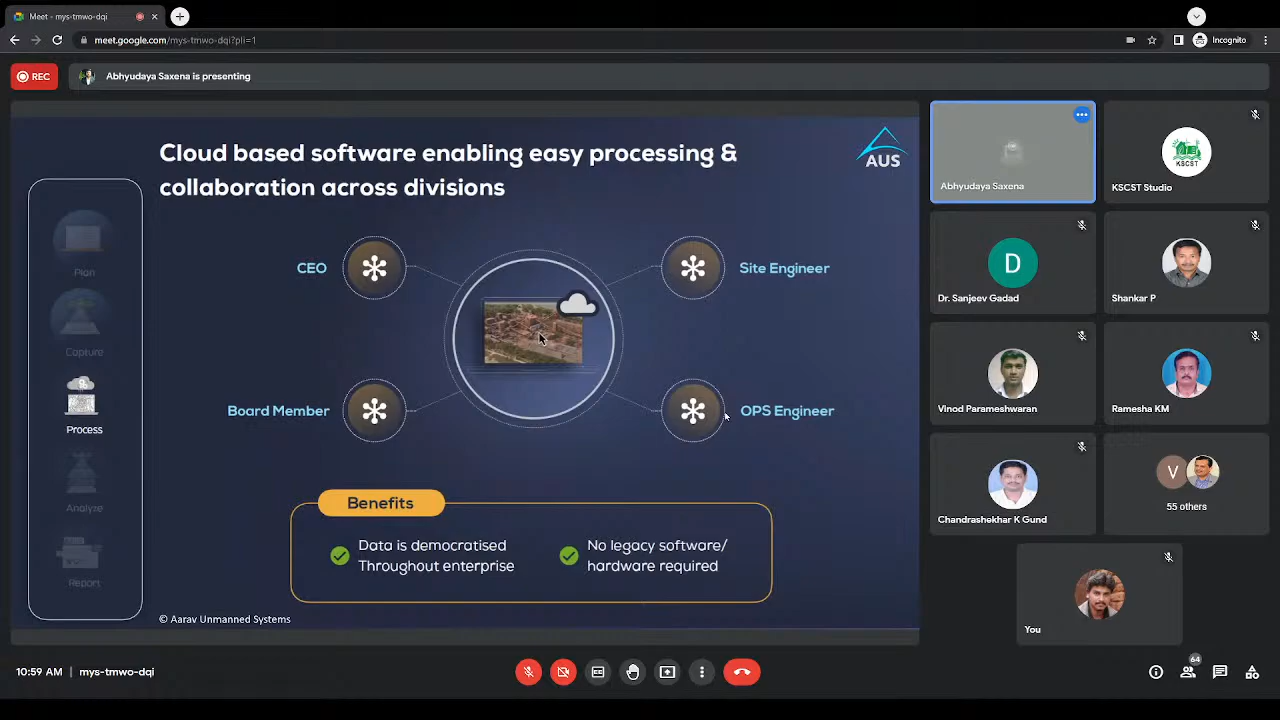 Meet - mys-tmwo-dqi
meet.google.com/mys-tmwo-dqi?pli=1
Incognito
REC
Abhyudaya Saxena is presenting
Cloud based software enabling easy processing &
collaboration across divisions
AUS
Plan
Capture
Process
Analyze
Report
CEO
Site Engineer
Board Member
OPS Engineer
Benefits
Data is democratised
Throughout enterprise
No legacy software/
hardware required
© Aarav Unmanned Systems
Abhyudaya Saxena
KSCST
KSCST Studio
D
Dr. Sanjeev Gadad
Shankar P
Vinod Parameshwaran
Ramesha KM
Chandrashekhar K Gund
V
55 others
You
10:59 AM | mys-tmwo-dqi
64